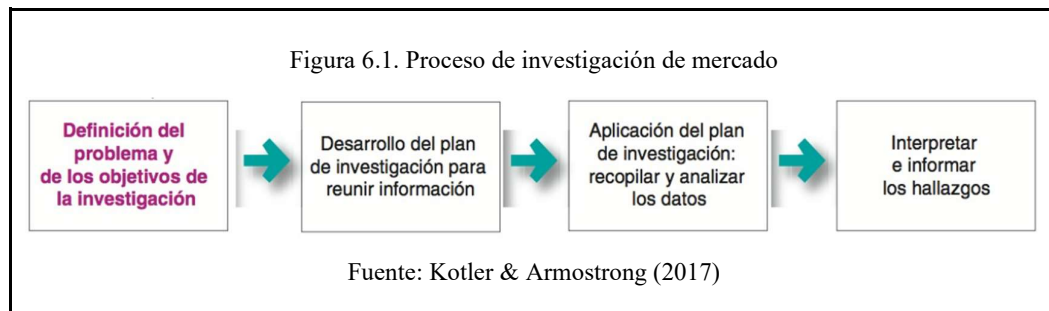 Figura 6.1. Proceso de investigación de mercado
Definición del
problema y
de los objetivos de
la investigación
Desarrollo del plan
de investigación para
reunir información
Aplicación del plan
de investigación:
recopilar y analizar
los datos
Interpretar
e informar
los hallazgos
Fuente: Kotler & Armostrong (2017)